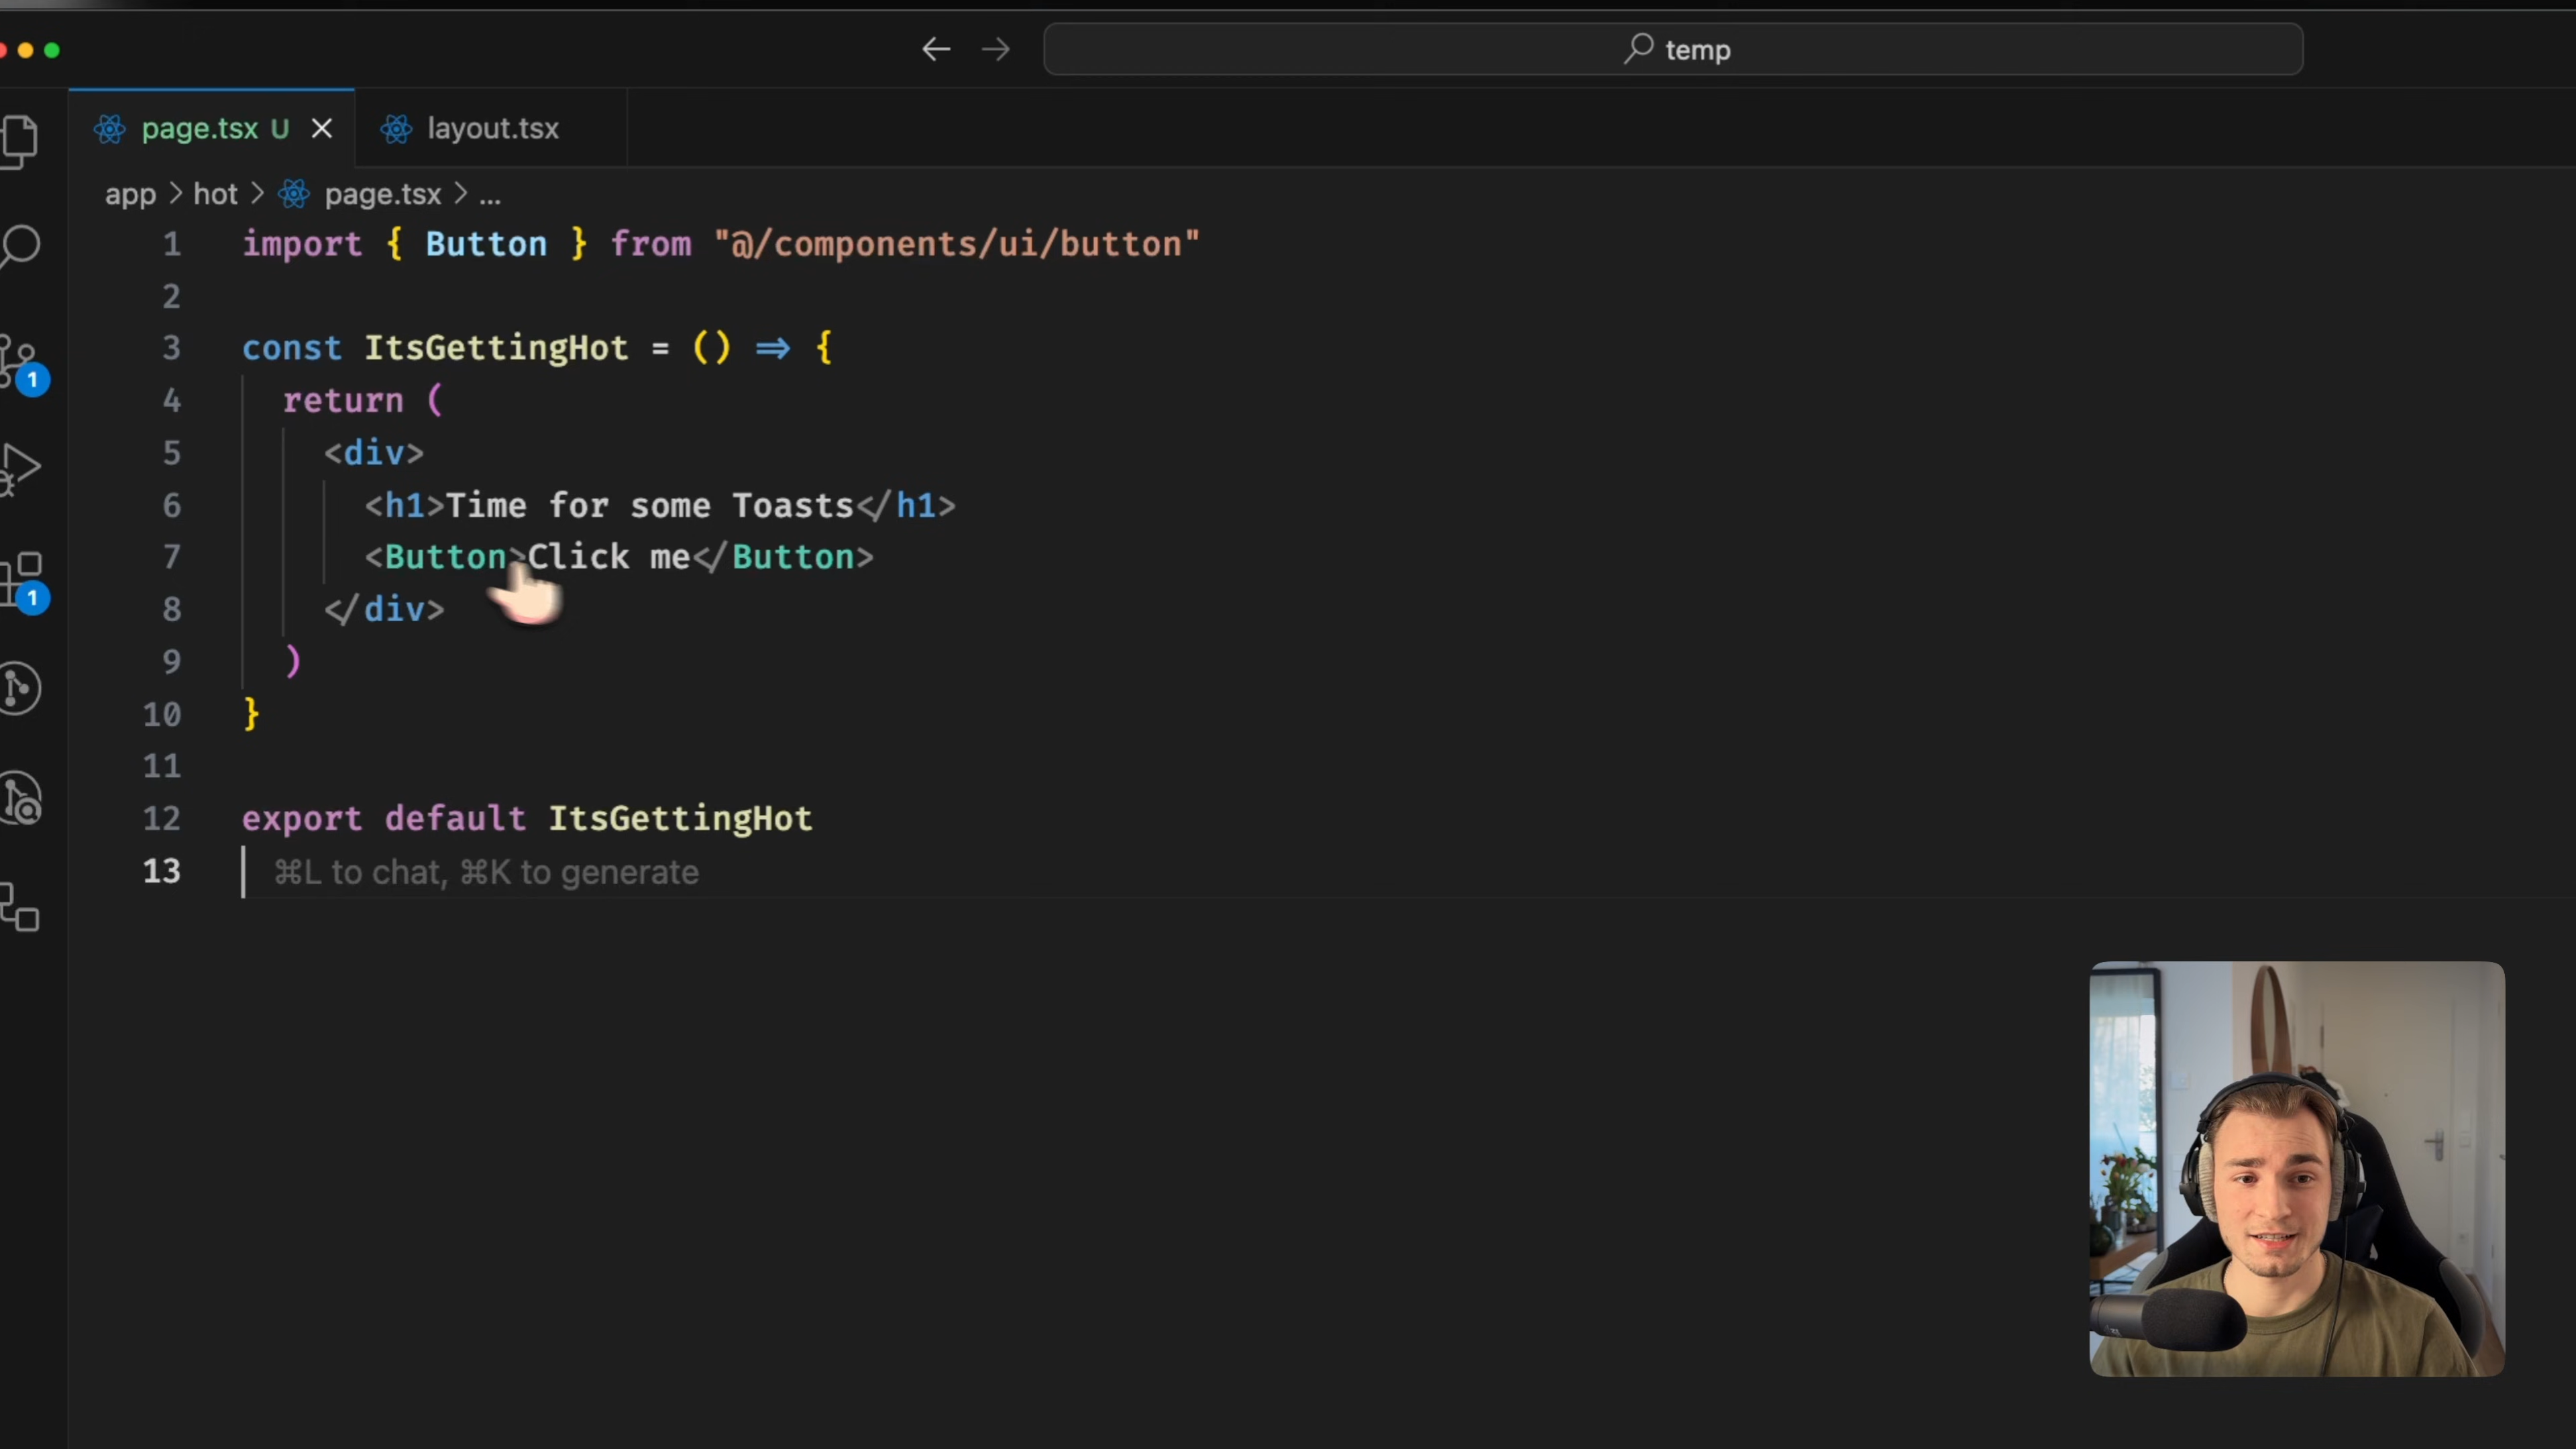 temp
page.tsx U
layout.tsx
app > hot > page.tsx > ...
1 import { Button } from "@/components/ui/button"
2
3 const ItsGettingHot = () => {
4 return (
5 <div>
6 <h1>Time for some Toasts</h1>
7 <Button>Click me</Button>
8 </div>
9 )
10 }
11
12 export default ItsGettingHot
13 ⌘L to chat, ⌘K to generate
1
1